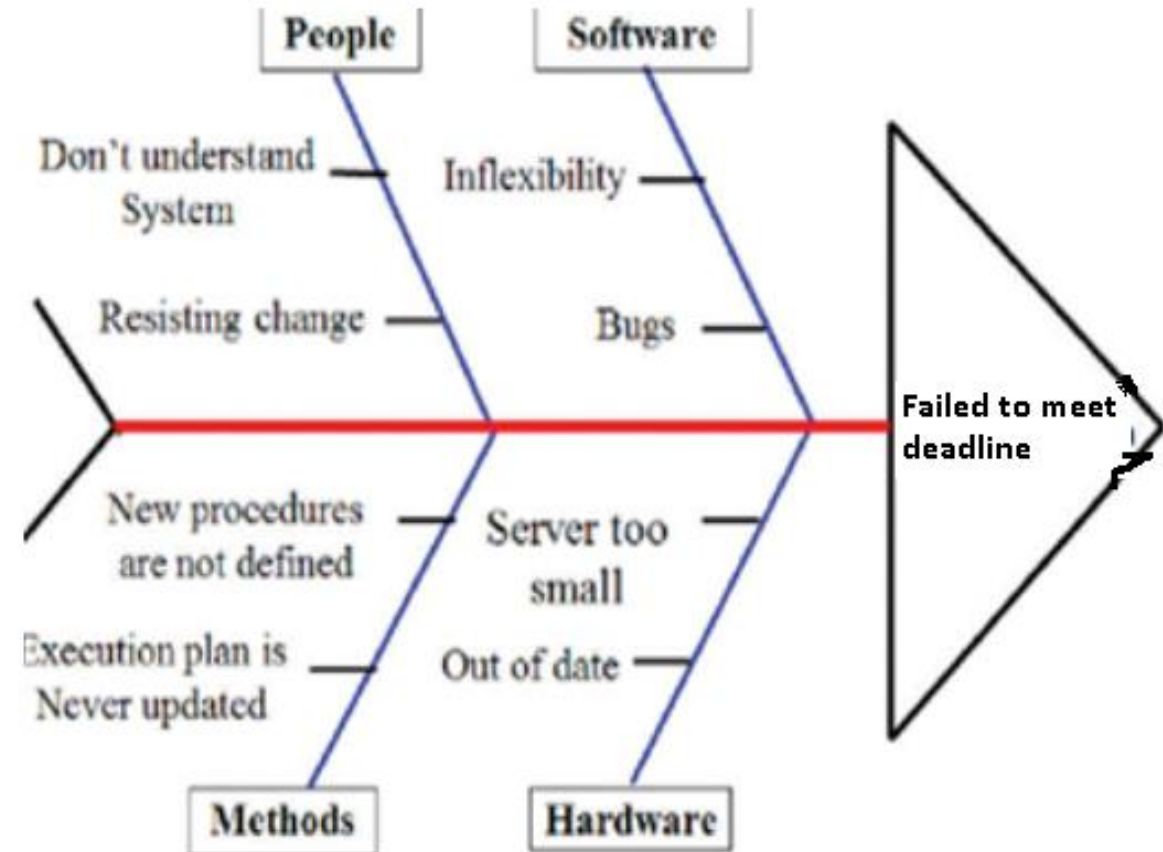 People
Software
Don't understand
System
Inflexibility
Resisting change
Bugs
Failed to meet
deadline
New procedures
are not defined
Server too
small
Execution plan is
Never updated
Out of date
Methods
Hardware